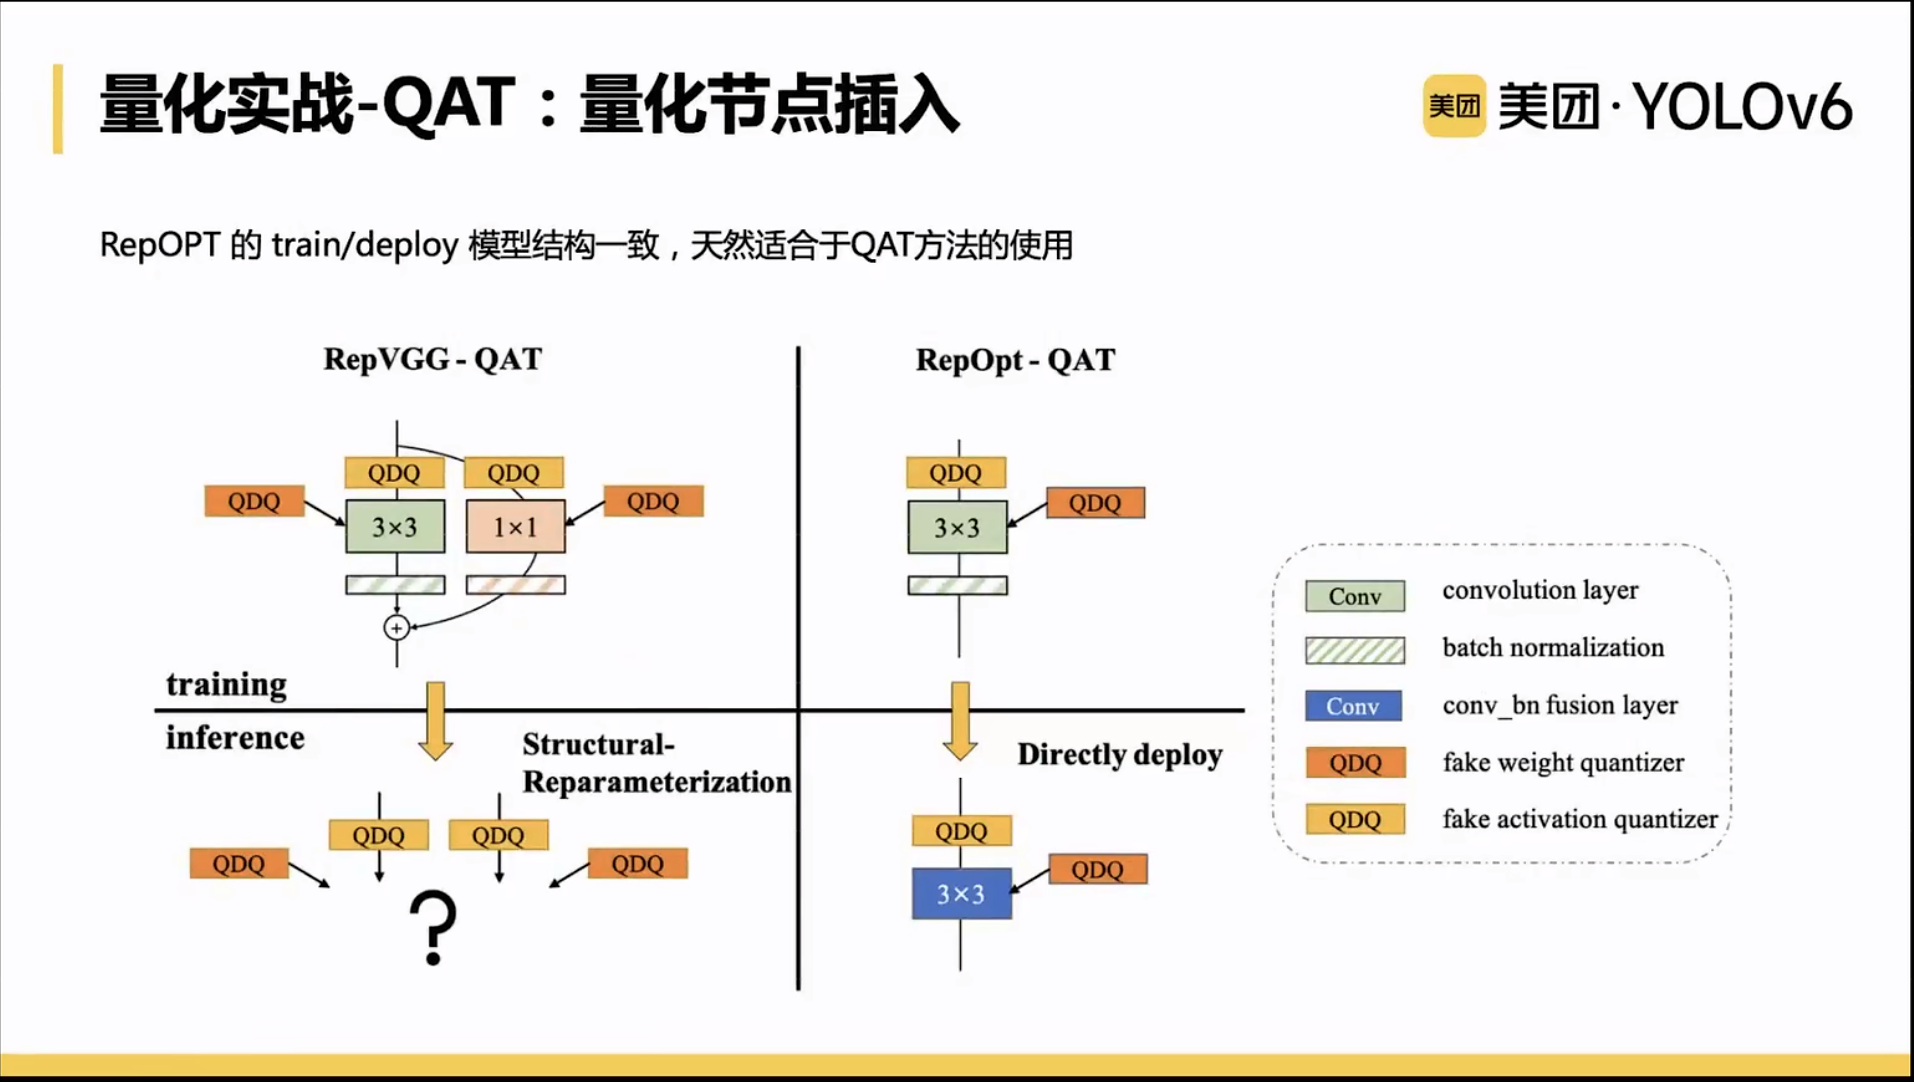 量化实战-QAT：量化节点插入
美团 美团·YOLOv6
RepOPT 的 train/deploy 模型结构一致，天然适合于QAT方法的使用
RepVGG - QAT
RepOpt - QAT
QDQ QDQ
QDQ QDQ
3×3 1×1
+
QDQ
QDQ
3×3
training
inference
Structural-
Reparameterization
Directly deploy
QDQ QDQ
QDQ QDQ
?
QDQ
QDQ
3×3
Conv convolution layer
batch normalization
Conv conv_bn fusion layer
QDQ fake weight quantizer
QDQ fake activation quantizer